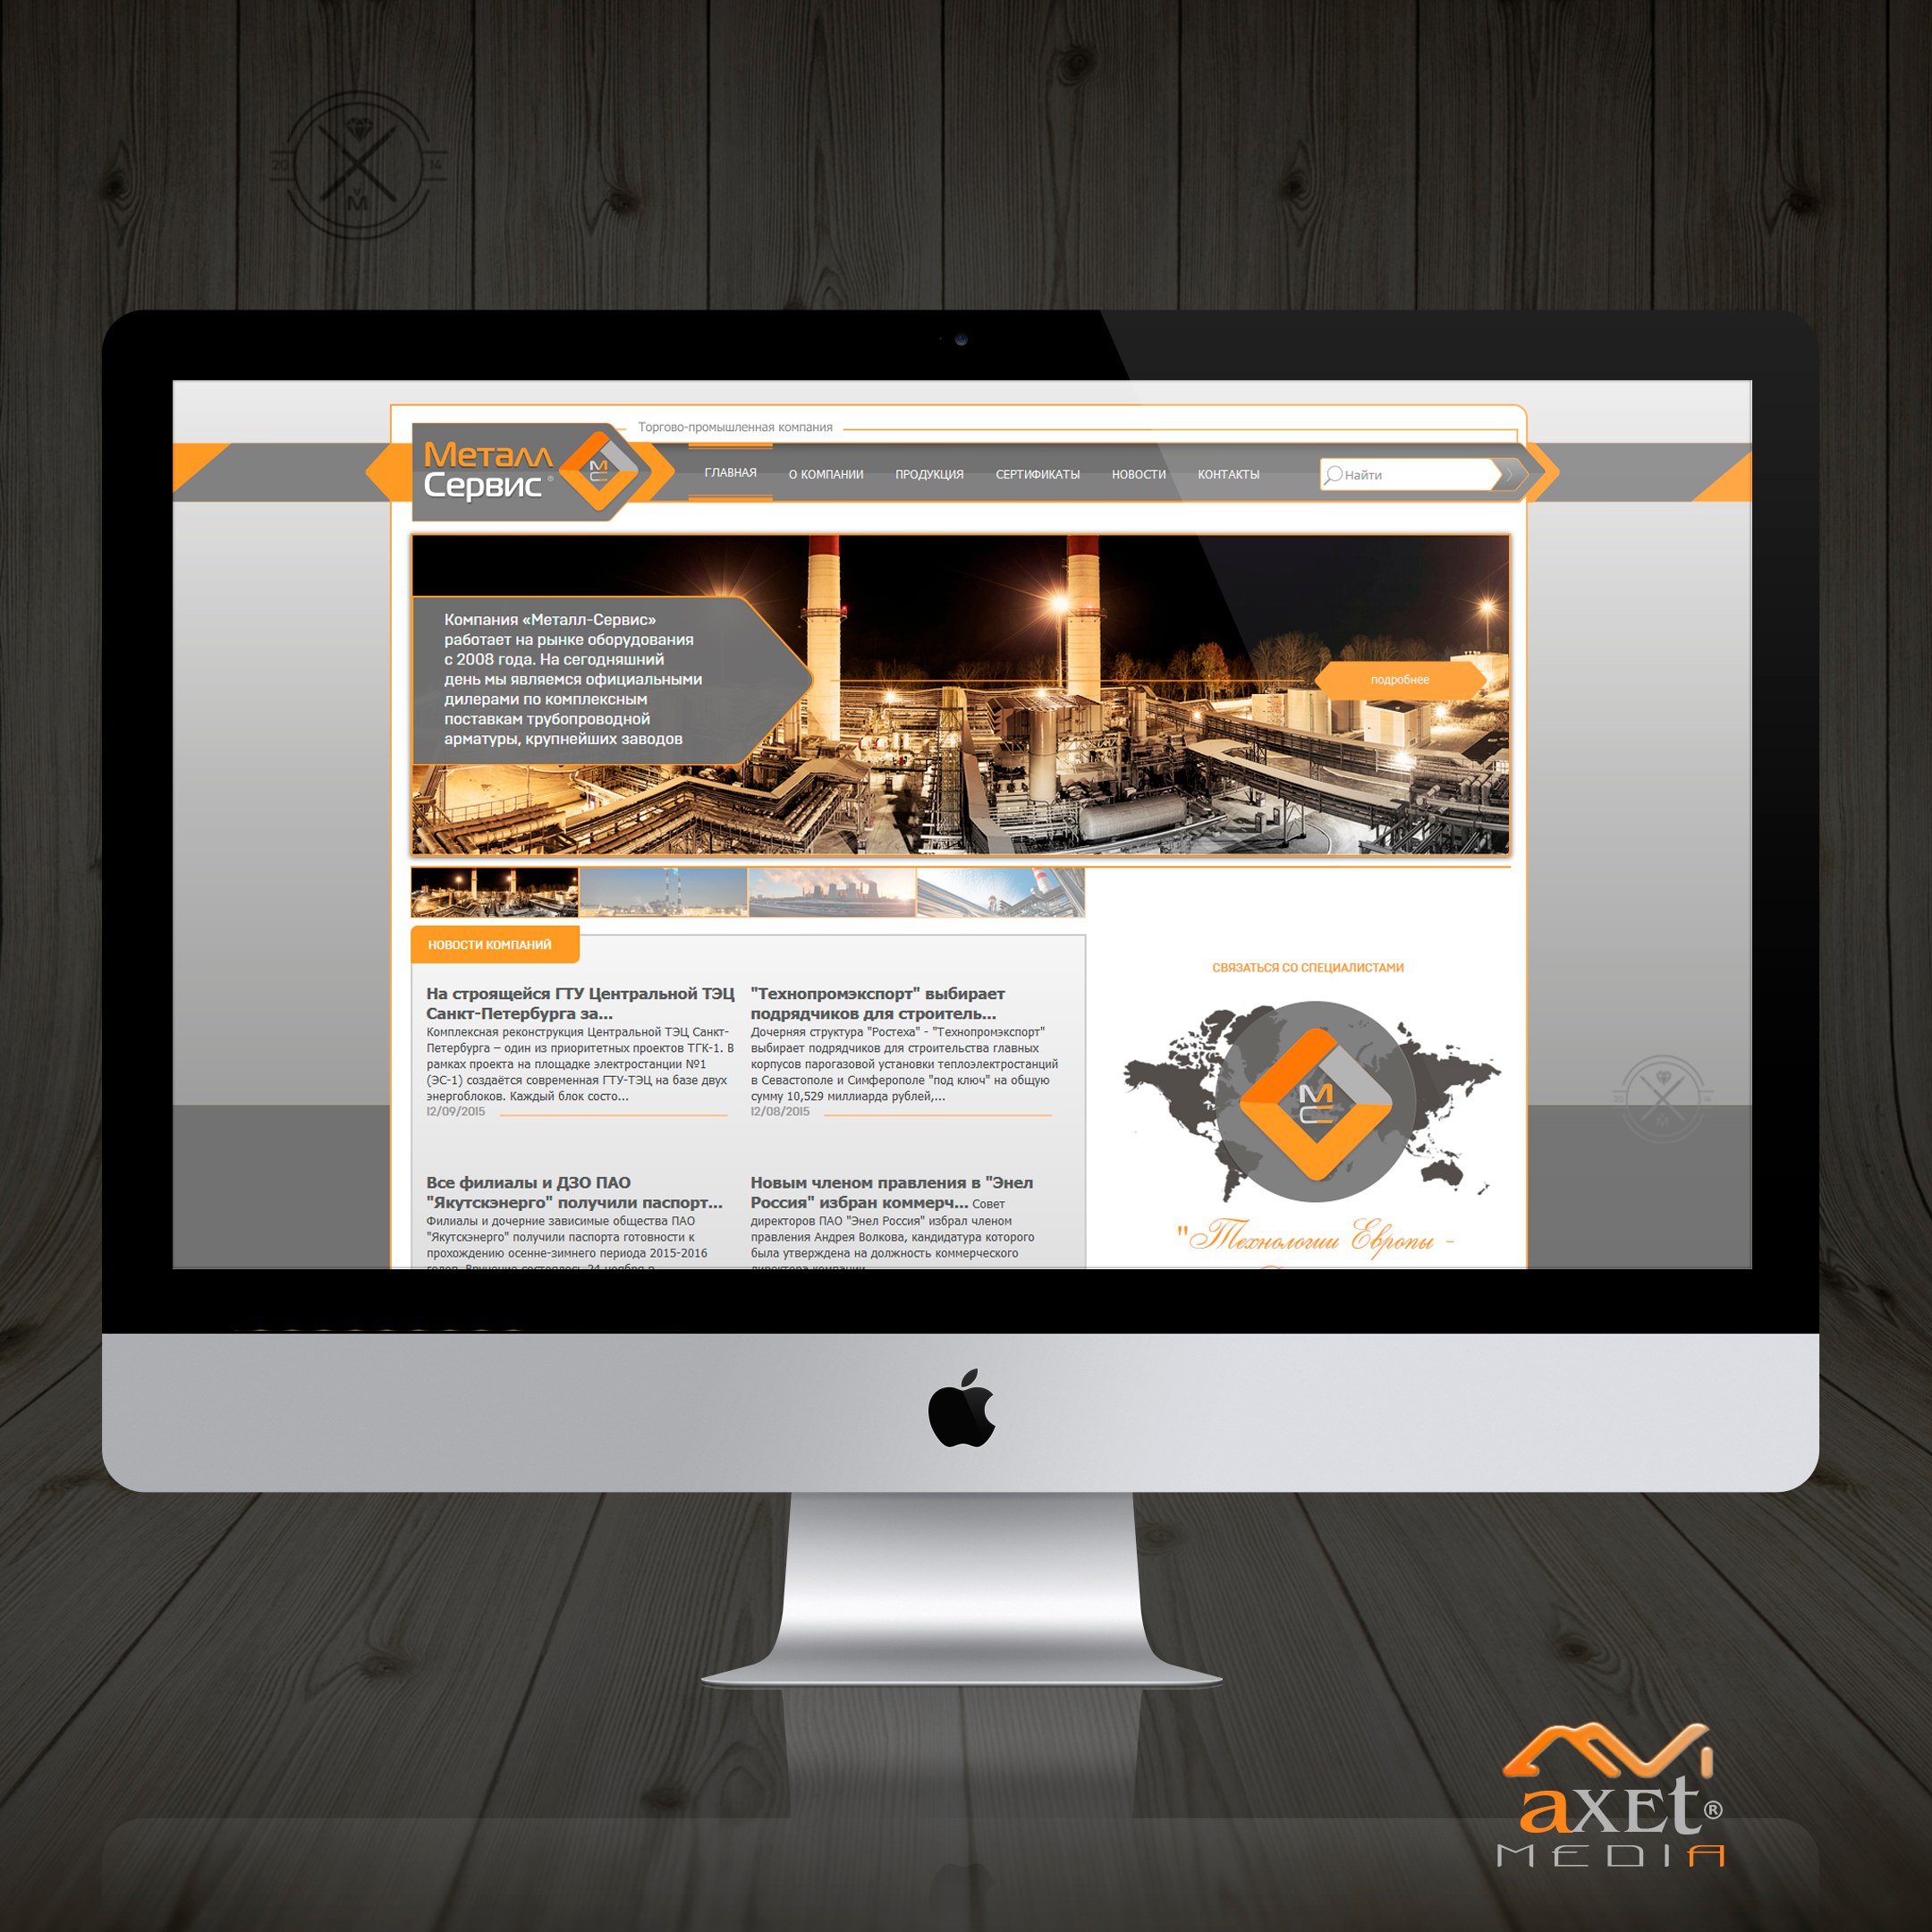 20 14
V
M
Торгово-промышленная компания
Металл
Сервис ®
МС
ГЛАВНАЯ О КОМПАНИИ ПРОДУКЦИЯ СЕРТИФИКАТЫ НОВОСТИ КОНТАКТЫ Найти
Компания «Металл-Сервис»
работает на рынке оборудования
с 2008 года. На сегодняшний
день мы являемся официальными
дилерами по комплексным
поставкам трубопроводной
арматуры, крупнейших заводов
подробнее
НОВОСТИ КОМПАНИЙ
На строящейся ГТУ Центральной ТЭЦ
Санкт-Петербурга за...
Комплексная реконструкция Центральной ТЭЦ Санкт-
Петербурга – один из приоритетных проектов ТГК-1. В
рамках проекта на площадке электростанции №1
(ЭС-1) создаётся современная ГТУ-ТЭЦ на базе двух
энергоблоков. Каждый блок состо...
12/09/2015
"Технопромэкспорт" выбирает
подрядчиков для строитель...
Дочерняя структура "Ростеха" - "Технопромэкспорт"
выбирает подрядчиков для строительства главных
корпусов парогазовой установки теплоэлектростанций
в Севастополе и Симферополе "под ключ" на общую
сумму 10,529 миллиарда рублей,...
12/08/2015
Все филиалы и ДЗО ПАО
"Якутскэнерго" получили паспорт...
Филиалы и дочерние зависимые общества ПАО
"Якутскэнерго" получили паспорта готовности к
прохождению осенне-зимнего периода 2015-2016
Новым членом правления в "Энел
Россия" избран коммерч... Совет
директоров ПАО "Энел Россия" избрал членом
правления Андрея Волкова, кандидатура которого
была утверждена на должность коммерческого
СВЯЗАТЬСЯ СО СПЕЦИАЛИСТАМИ
МС
"Технологии Европы -
axet®
MEDIA